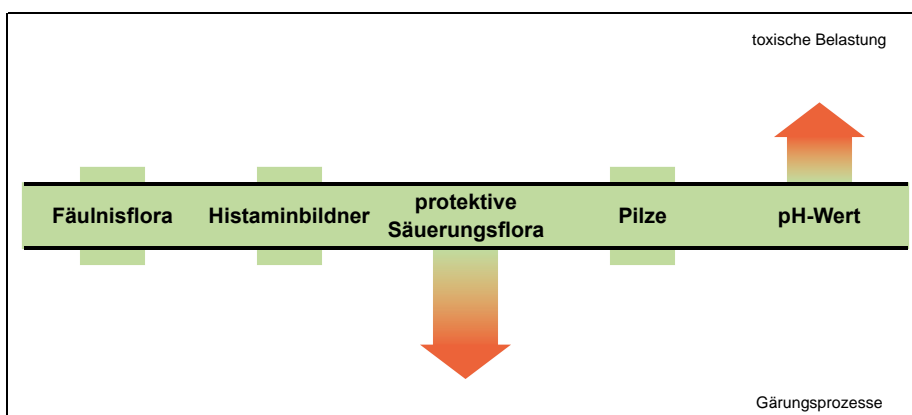 toxische Belastung
Fäulnisflora
Histaminbildner
protektive
Säuerungsflora
Pilze
pH-Wert
Gärungsprozesse